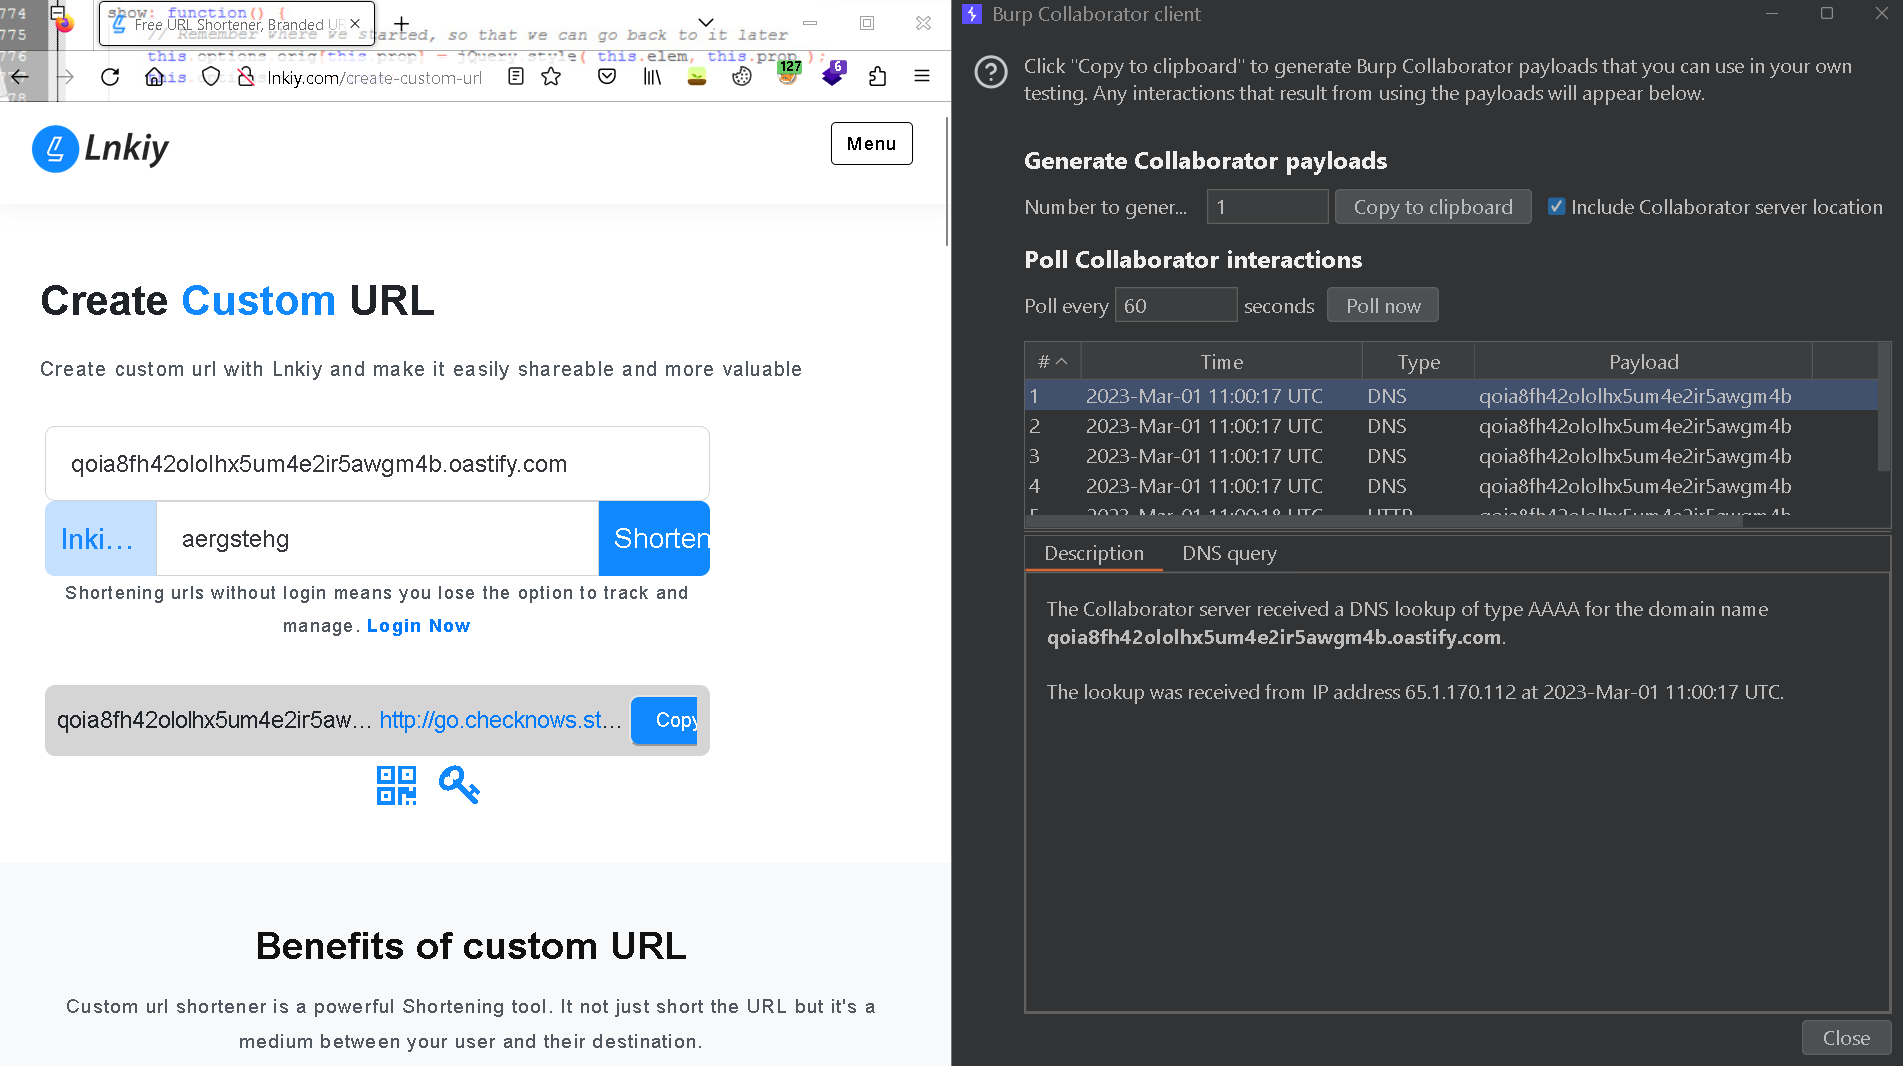 774
show: function() {
Free URL Shortener, Branded UR
775
// Remember where we started, so that we can go back to it later
776
this.options.orig[this.prop] = jQuery.style( this.elem, this.prop );
lnkiy.com/create-custom-url
127
6
Lnkiy
Menu
Create Custom URL
Create custom url with Lnkiy and make it easily shareable and more valuable
qoia8fh42ololhx5um4e2ir5awgm4b.oastify.com
lnki...
aergstehg
Shorten
Shortening urls without login means you lose the option to track and
manage. Login Now
qoia8fh42ololhx5um4e2ir5aw... http://go.checknows.st... Copy
Benefits of custom URL
Custom url shortener is a powerful Shortening tool. It not just short the URL but it's a
medium between your user and their destination.
Burp Collaborator client
Click "Copy to clipboard" to generate Burp Collaborator payloads that you can use in your own
testing. Any interactions that result from using the payloads will appear below.
Generate Collaborator payloads
Number to gener... 1 Copy to clipboard Include Collaborator server location
Poll Collaborator interactions
Poll every 60 seconds Poll now
# Time Type Payload
1 2023-Mar-01 11:00:17 UTC DNS qoia8fh42ololhx5um4e2ir5awgm4b
2 2023-Mar-01 11:00:17 UTC DNS qoia8fh42ololhx5um4e2ir5awgm4b
3 2023-Mar-01 11:00:17 UTC DNS qoia8fh42ololhx5um4e2ir5awgm4b
4 2023-Mar-01 11:00:17 UTC DNS qoia8fh42ololhx5um4e2ir5awgm4b
5 2023-Mar-01 11:00:18 UTC HTTP qoia8fh42ololhx5um4e2ir5awgm4b
Description DNS query
The Collaborator server received a DNS lookup of type AAAA for the domain name
qoia8fh42ololhx5um4e2ir5awgm4b.oastify.com.
The lookup was received from IP address 65.1.170.112 at 2023-Mar-01 11:00:17 UTC.
Close